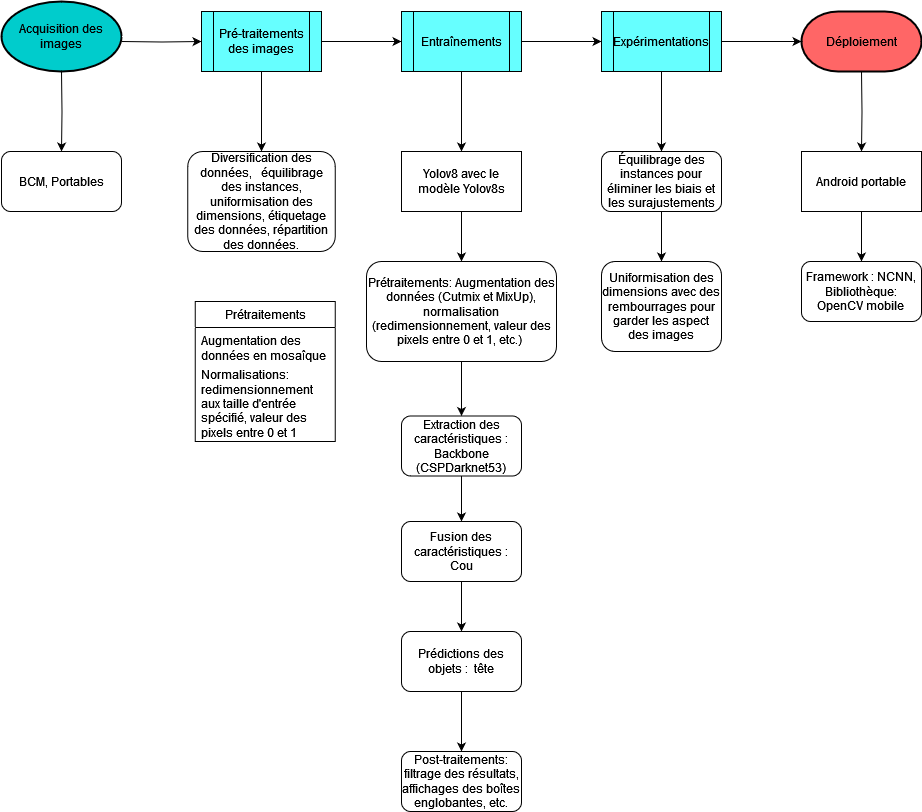 Acquisition des
images
Pré-traitements
des images
Entraînements
Expérimentations
Déploiement
BCM, Portables
Diversification des
données, équilibrage
des instances,
uniformisation des
dimensions, étiquetage
des données, répartition
des données.
Yolov8 avec le
modèle Yolov8s
Équilibrage des
instances pour
éliminer les biais et
les surajustements
Android portable
Prétraitements: Augmentation des
données (Cutmix et MixUp),
normalisation
(redimensionnement, valeur des
pixels entre 0 et 1, etc.)
Uniformisation des
dimensions avec des
rembourrages pour
garder les aspect
des images
Framework : NCNN,
Bibliothèque:
OpenCV mobile
Prétraitements
Augmentation des
données en mosaîque
Normalisations:
redimensionnement
aux taille d'entrée
spécifié, valeur des
pixels entre 0 et 1
Extraction des
caractéristiques :
Backbone
(CSPDarknet53)
Fusion des
caractéristiques :
Cou
Prédictions des
objets : tête
Post-traitements:
filtrage des résultats,
affichages des boîtes
englobantes, etc.